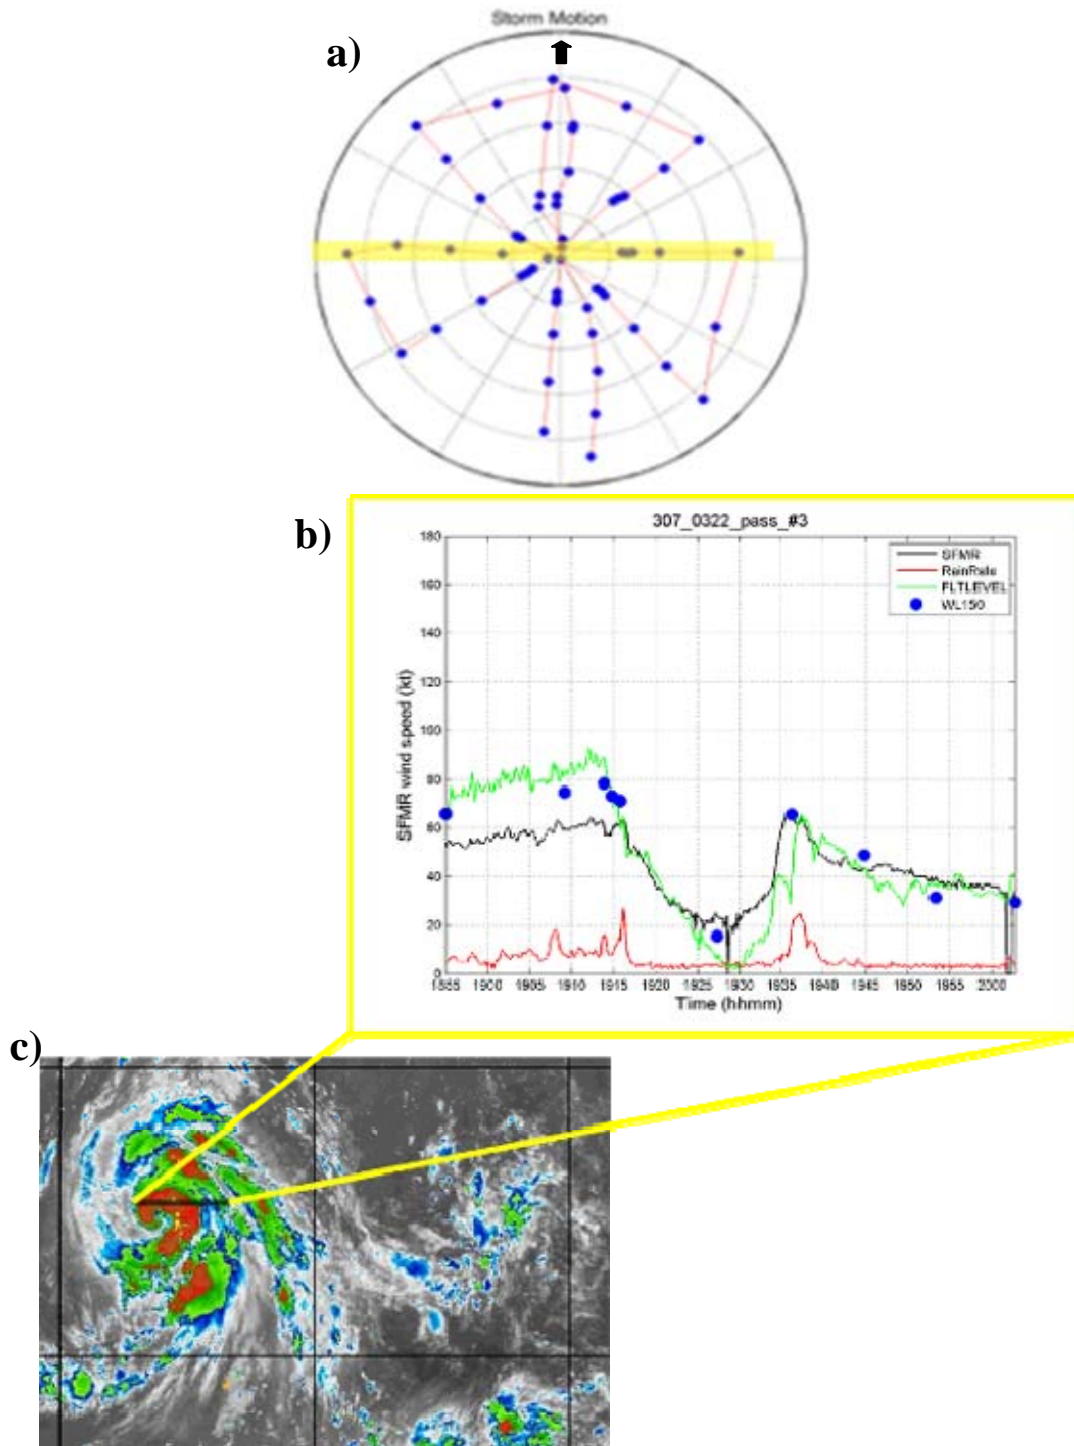 Storm Motion
a)
b)
307_0322_pass_#3
SFMR
RainRate
FLTLEVEL
WL150
SFMR wind speed (kt)
180
160
140
120
100
80
60
40
20
0
1855 1900 1905 1910 1915 1920 1925 1930 1935 1940 1945 1950 1955 2000
Time (hhmm)
c)